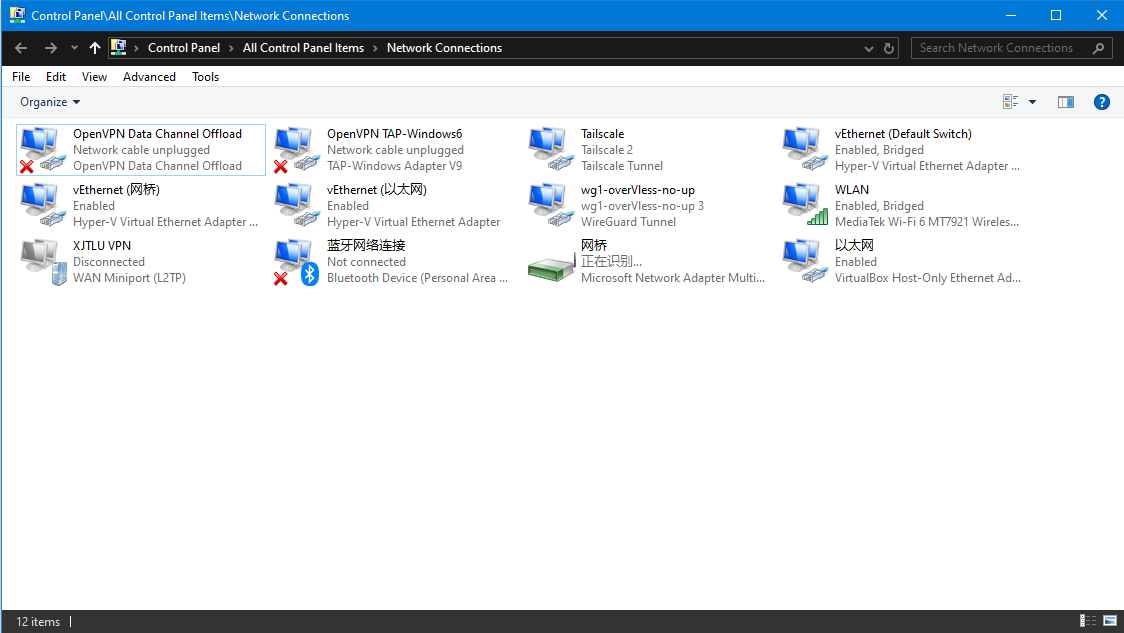 Control Panel\All Control Panel Items\Network Connections
Control Panel > All Control Panel Items > Network Connections
Search Network Connections
File Edit View Advanced Tools
Organize
OpenVPN Data Channel Offload
Network cable unplugged
OpenVPN Data Channel Offload
OpenVPN TAP-Windows6
Network cable unplugged
TAP-Windows Adapter V9
Tailscale
Tailscale 2
Tailscale Tunnel
vEthernet (Default Switch)
Enabled, Bridged
Hyper-V Virtual Ethernet Adapter ...
vEthernet (网桥)
Enabled
Hyper-V Virtual Ethernet Adapter ...
vEthernet (以太网)
Enabled
Hyper-V Virtual Ethernet Adapter
wg1-overVless-no-up
wg1-overVless-no-up 3
WireGuard Tunnel
WLAN
Enabled, Bridged
MediaTek Wi-Fi 6 MT7921 Wireles...
XJTLU VPN
Disconnected
WAN Miniport (L2TP)
蓝牙网络连接
Not connected
Bluetooth Device (Personal Area ...
网桥
正在识别...
Microsoft Network Adapter Multi...
以太网
Enabled
VirtualBox Host-Only Ethernet Ad...
12 items